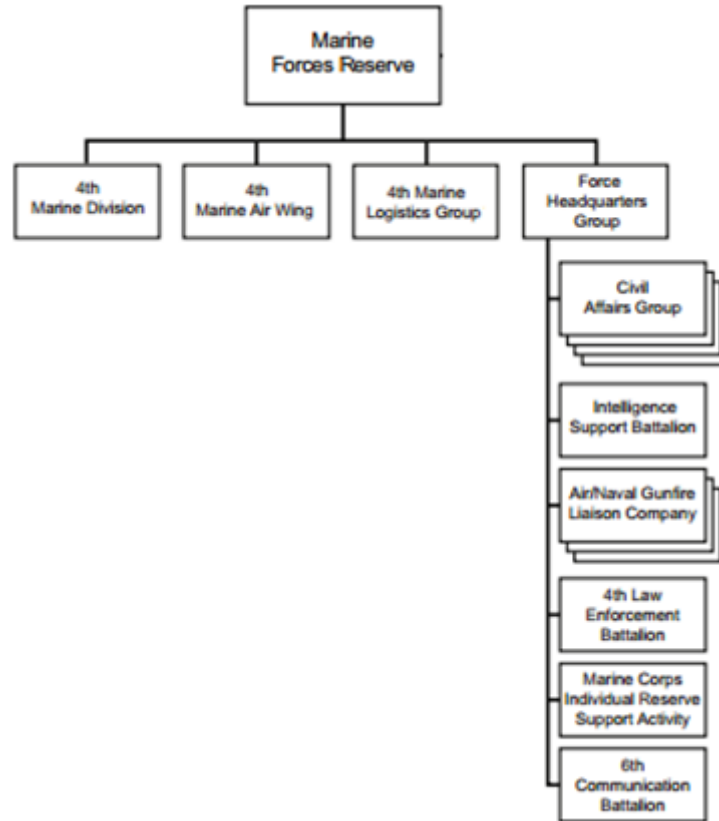 Marine
Forces Reserve
4th
Marine Division
4th
Marine Air Wing
4th Marine
Logistics Group
Force
Headquarters
Group
Civil
Affairs Group
Intelligence
Support Battalion
Air/Naval Gunfire
Liaison Company
4th Law
Enforcement
Battalion
Marine Corps
Individual Reserve
Support Activity
6th
Communication
Battalion